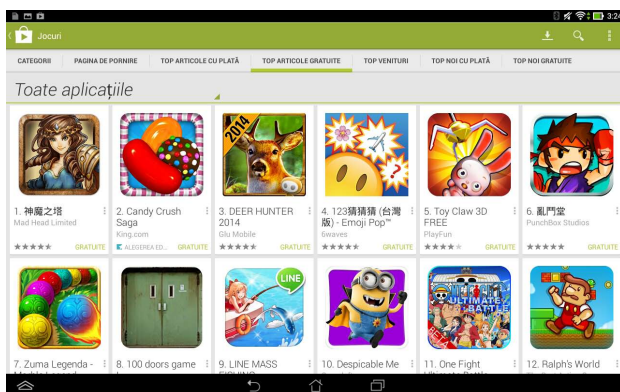 3:24
Jocuri
CATEGORII PAGINA DE PORNIRE TOP ARTICOLE CU PLATĂ TOP ARTICOLE GRATUITE TOP VENITURI TOP NOI CU PLATĂ TOP NOI GRATUITE
Toate aplicațiile
2014
1. 神魔之塔
Mad Head Limited
GRATUITE
2. Candy Crush
Saga
King.com
ALEGEREA ED... GRATUITE
3. DEER HUNTER
2014
Glu Mobile
GRATUITE
4. 123猜猜猜 (台灣
版) - Emoji Pop™
6waves
GRATUITE
5. Toy Claw 3D
FREE
PlayFun
GRATUITE
6. 亂鬥堂
PunchBox Studios
GRATUITE
LINE
ULTIMATE
BATTLE
7. Zuma Legenda -
8. 100 doors game
9. LINE MASS
10. Despicable Me
11. One Fight
12. Ralph's World